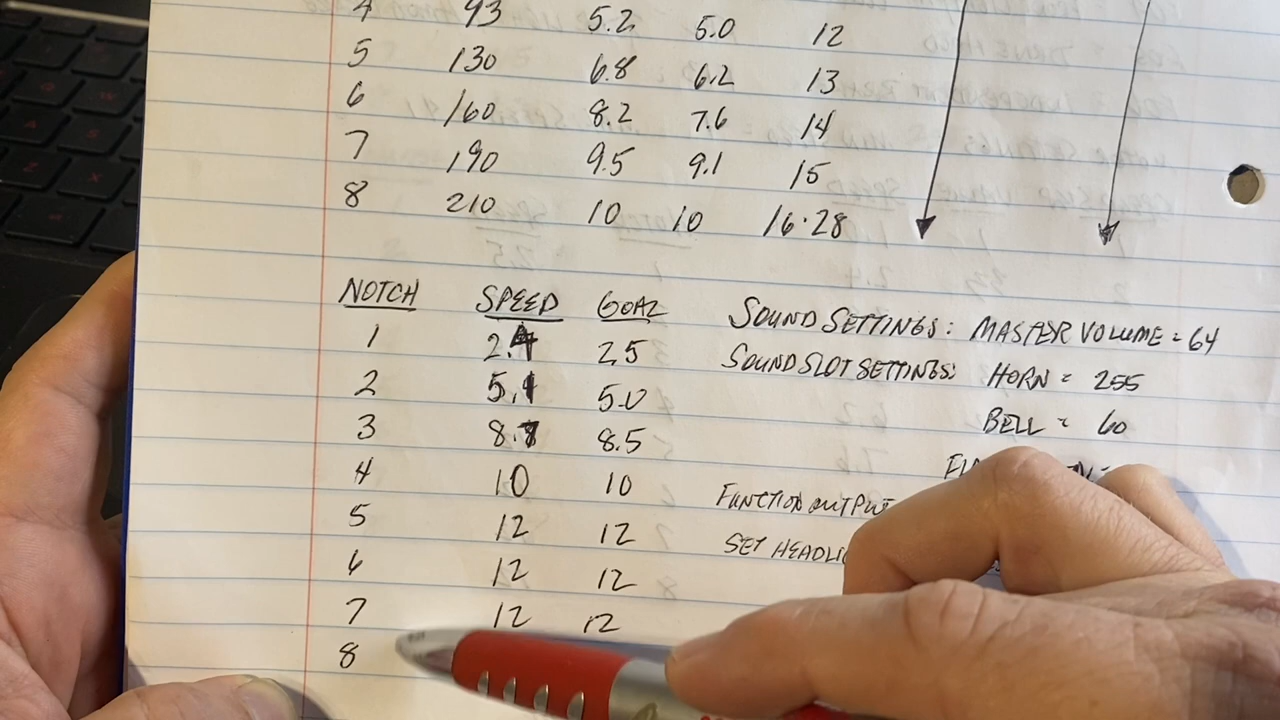 4 93 5.2 5.0 12
5 130 6.8 6.2 13
6 160 8.2 7.6 14
7 190 9.5 9.1 15
8 210 10 10 16-28
NOTCH SPEED GOAL SOUND SETTINGS: MASTER VOLUME = 64
1 2.4 2.5 SOUND SLOT SETTINGS: HORN = 255
2 5.1 5.0 BELL = 60
3 8.7 8.5
4 10 10 FUNCTION OUTPUT
5 12 12 SET
6 12 12
7 12 12
8